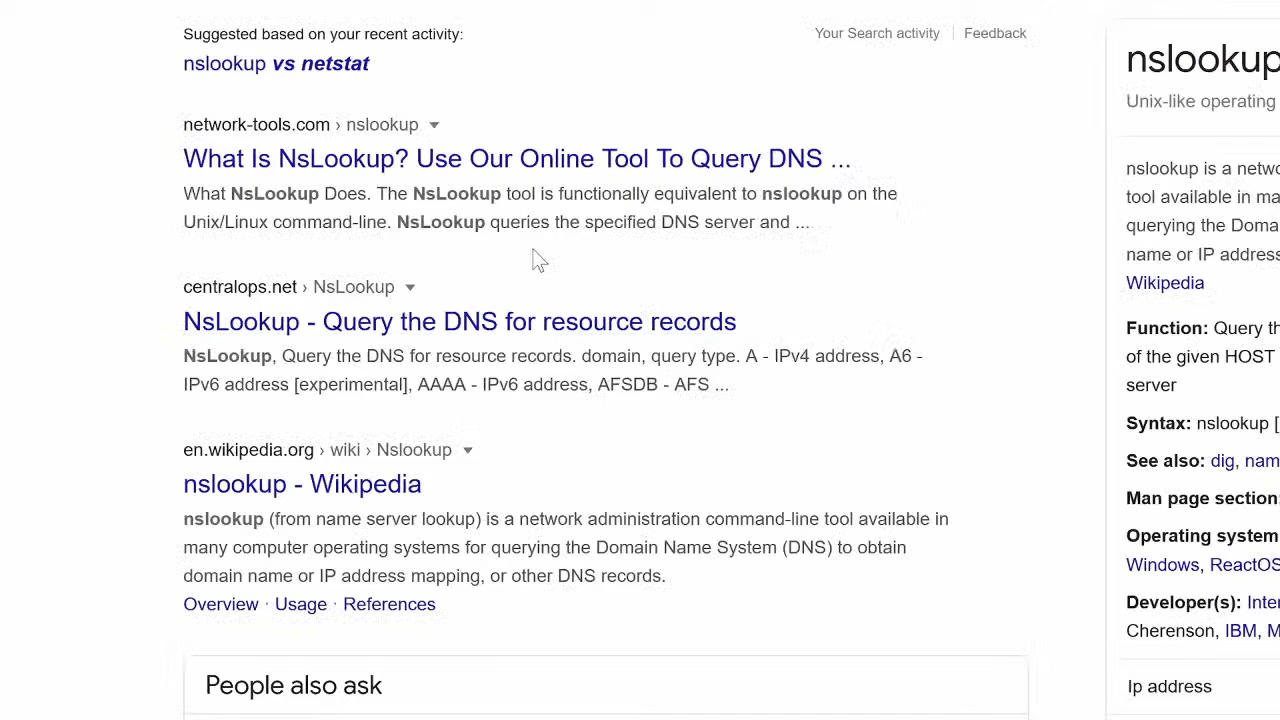 Suggested based on your recent activity:
Your Search activity
Feedback
nslookup vs netstat
network-tools.com › nslookup
What Is NsLookup? Use Our Online Tool To Query DNS ...
What NsLookup Does. The NsLookup tool is functionally equivalent to nslookup on the
Unix/Linux command-line. NsLookup queries the specified DNS server and ...
centralops.net › NsLookup
NsLookup - Query the DNS for resource records
NsLookup, Query the DNS for resource records. domain, query type. A - IPv4 address, A6 -
IPv6 address [experimental], AAAA - IPv6 address, AFSDB - AFS ...
en.wikipedia.org › wiki › Nslookup
nslookup - Wikipedia
nslookup (from name server lookup) is a network administration command-line tool available in
many computer operating systems for querying the Domain Name System (DNS) to obtain
domain name or IP address mapping, or other DNS records.
Overview · Usage · References
People also ask
nslookup
Unix-like operating
nslookup is a netwo
tool available in ma
querying the Doma
name or IP address
Wikipedia
Function: Query th
of the given HOST
server
Syntax: nslookup [
See also: dig, nam
Man page section:
Operating system
Windows, ReactOS
Developer(s): Inte
Cherenson, IBM, M
Ip address